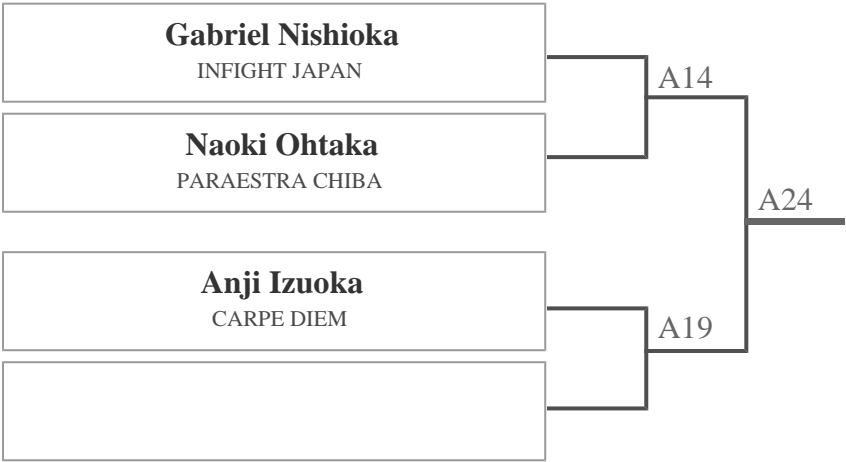 Gabriel Nishioka
INFIGHT JAPAN
A14
Naoki Ohtaka
PARAESTRA CHIBA
A24
Anji Izuoka
CARPE DIEM
A19